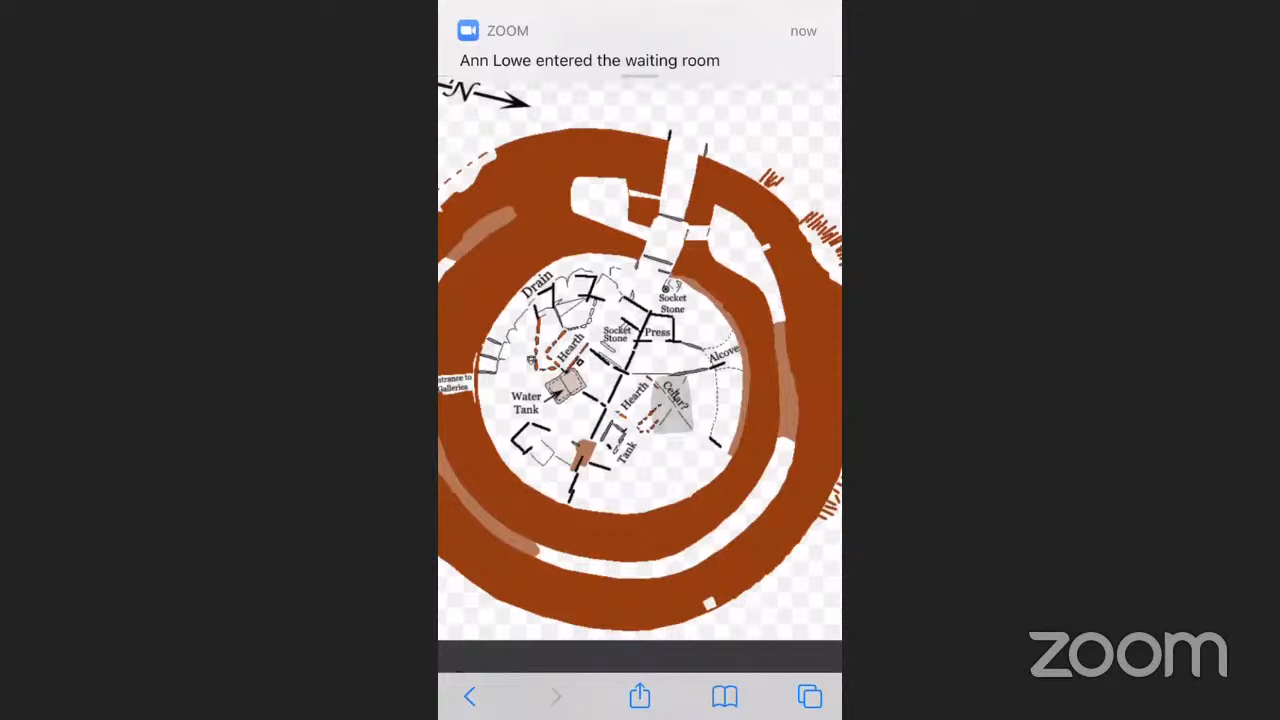 ZOOM
now
Ann Lowe entered the waiting room
N
Drain
Socket
Stone
Socket
Stone
Press
Hearth
Alcove
ntrance to
Galleries
Water
Tank
Hearth
Cellar?
Tank
zoom